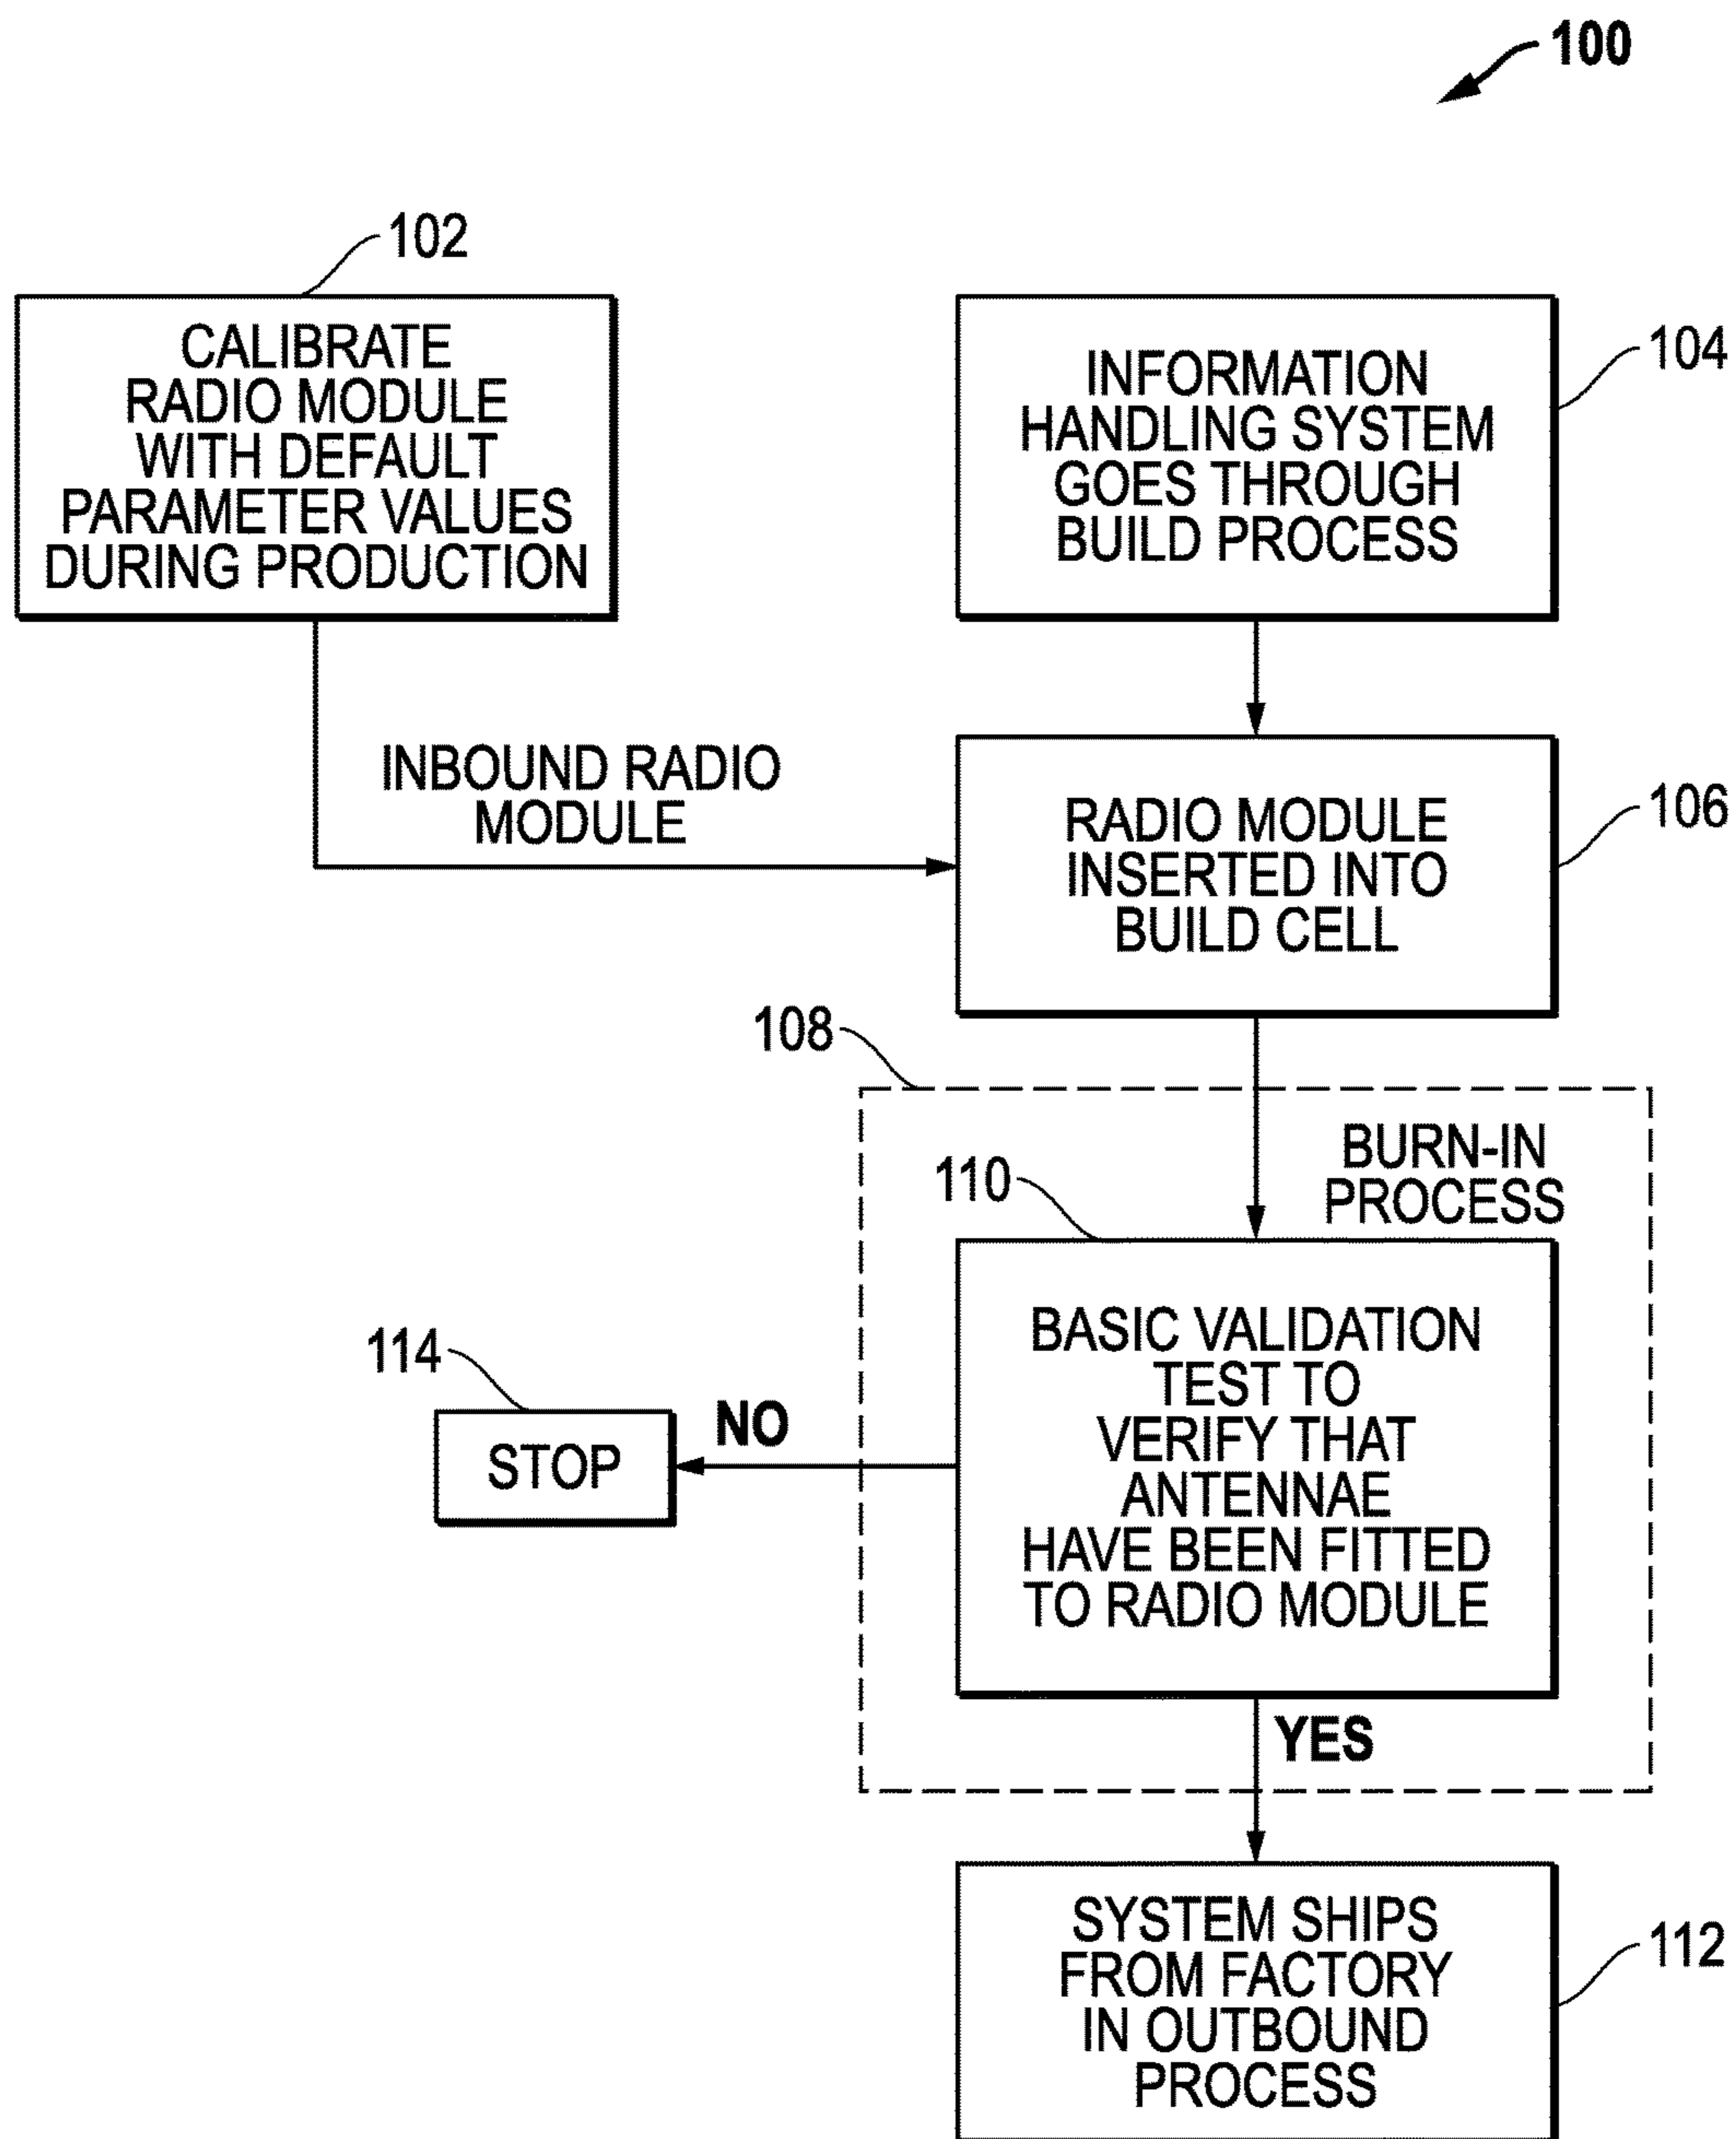 100
102
CALIBRATE
RADIO MODULE
WITH DEFAULT
PARAMETER VALUES
DURING PRODUCTION
104
INFORMATION
HANDLING SYSTEM
GOES THROUGH
BUILD PROCESS
INBOUND RADIO
MODULE
106
RADIO MODULE
INSERTED INTO
BUILD CELL
108
BURN-IN
PROCESS
110
BASIC VALIDATION
TEST TO
VERIFY THAT
ANTENNAE
HAVE BEEN FITTED
TO RADIO MODULE
114
NO
STOP
YES
SYSTEM SHIPS
FROM FACTORY
IN OUTBOUND
PROCESS
112